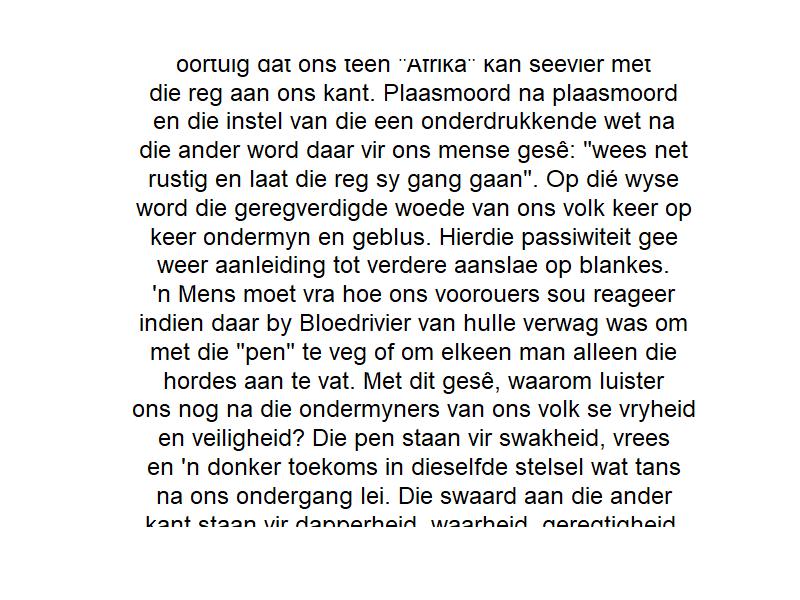 oortuig dat ons teen "Afrika" kan seëvier met
die reg aan ons kant. Plaasmoord na plaasmoord
en die instel van die een onderdrukkende wet na
die ander word daar vir ons mense gesê: "wees net
rustig en laat die reg sy gang gaan". Op dié wyse
word die geregverdigde woede van ons volk keer op
keer ondermyn en geblus. Hierdie passiwiteit gee
weer aanleiding tot verdere aanslae op blankes.
'n Mens moet vra hoe ons voorouers sou reageer
indien daar by Bloedrivier van hulle verwag was om
met die "pen" te veg of om elkeen man alleen die
hordes aan te vat. Met dit gesê, waarom luister
ons nog na die ondermyners van ons volk se vryheid
en veiligheid? Die pen staan vir swakheid, vrees
en 'n donker toekoms in dieselfde stelsel wat tans
na ons ondergang lei. Die swaard aan die ander
kant staan vir dapperheid, waarheid, geregtigheid